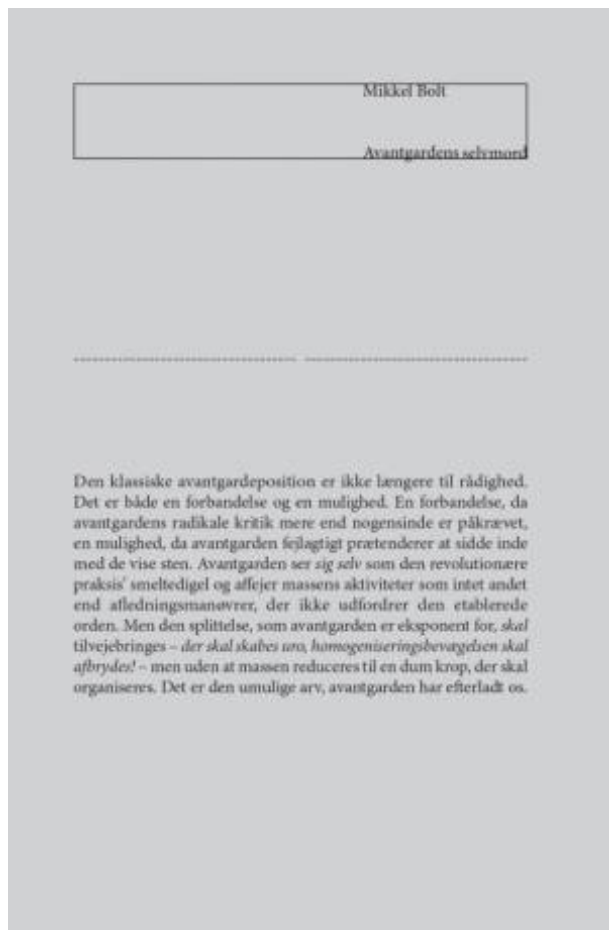 Mikkel Bolt
Avantgardens selvmord
Den klassiske avantgardeposition er ikke længere til rådighed.
Det er både en forbandelse og en mulighed. En forbandelse, da
avantgardens radikale kritik mere end nogensinde er påkrævet,
en mulighed, da avantgarden fejlagtigt prætenderer at sidde inde
med de vise sten. Avantgarden ser sig selv som den revolutionære
praksis' smeltedigel og affejer massens aktiviteter som intet andet
end afledningsmanøvrer, der ikke udfordrer den etablerede
orden. Men den splittelse, som avantgarden er eksponent for, skal
tilvejebringes – der skal skabes uro, homogeniseringsbevægelsen skal
afbrydes! – men uden at massen reduceres til en dum krop, der skal
organiseres. Det er den umulige arv, avantgarden har efterladt os.